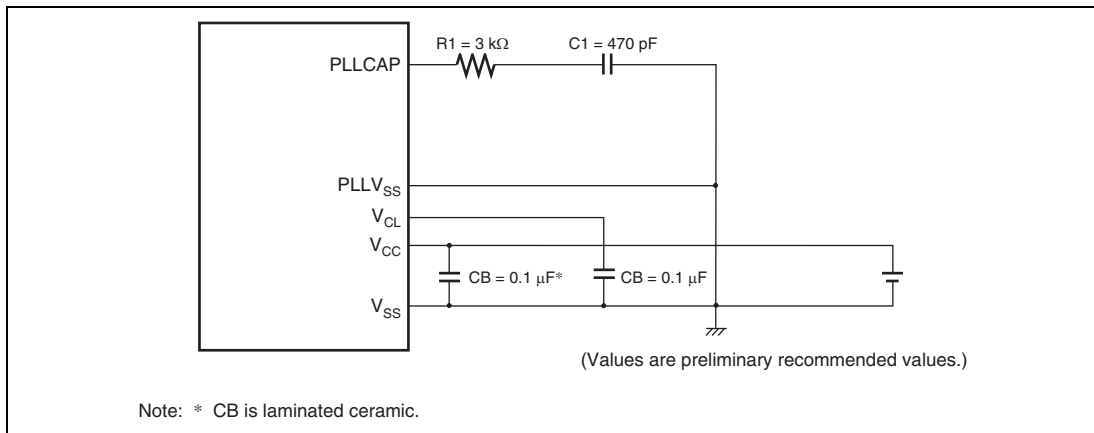 R1 = 3 kΩ
C1 = 470 pF
PLLCAP
PLLVSS
VCL
VCC
CB = 0.1 μF*
CB = 0.1 μF
VSS
(Values are preliminary recommended values.)
Note: * CB is laminated ceramic.